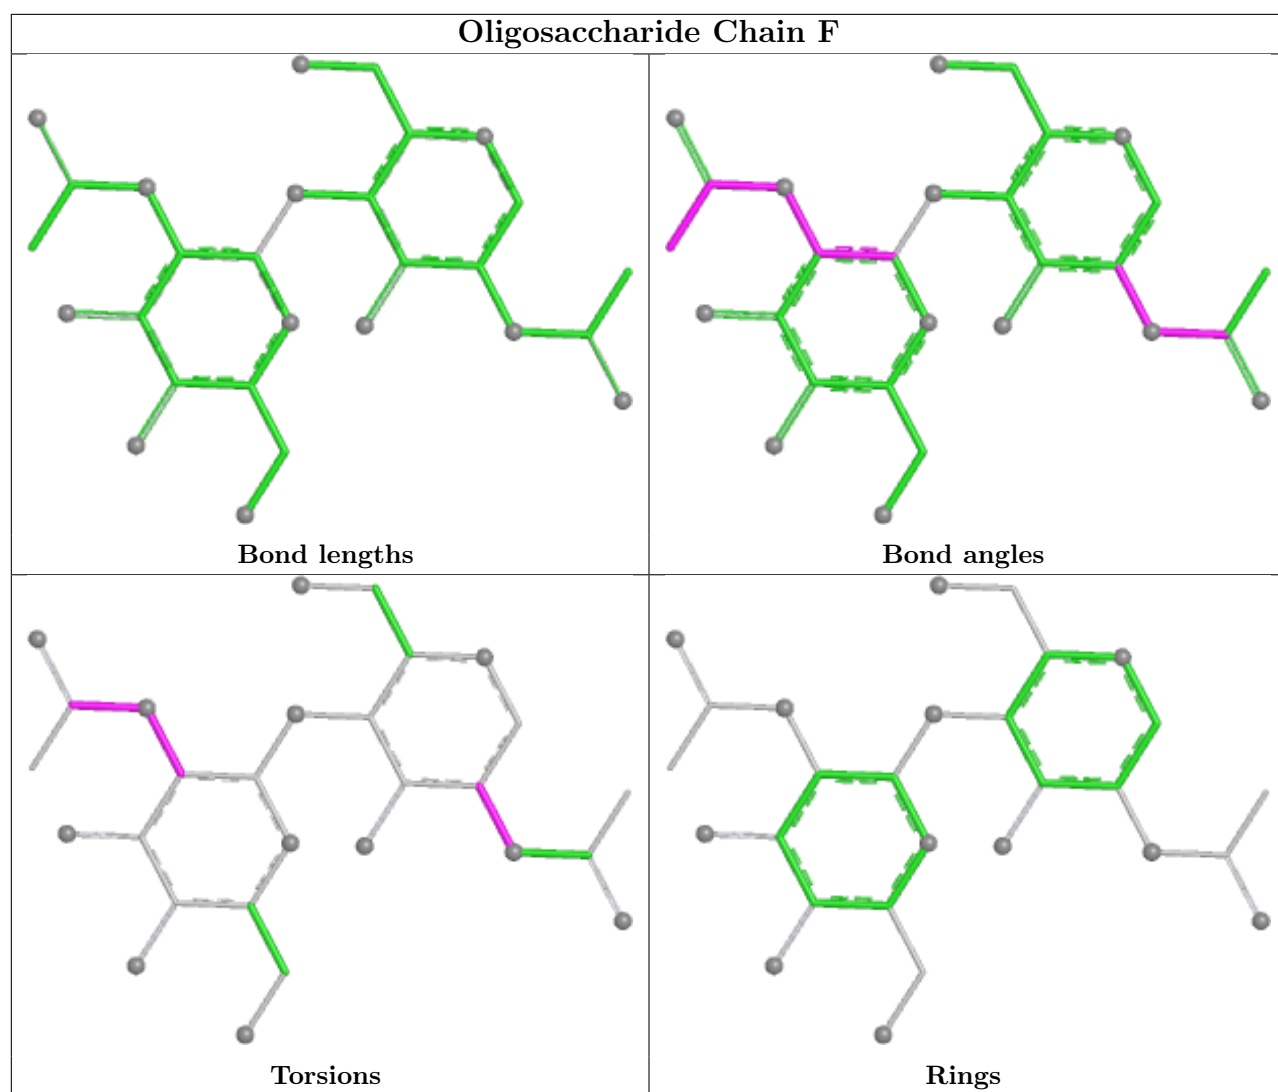 Oligosaccharide Chain F
Bond lengths
Bond angles
Torsions
Rings